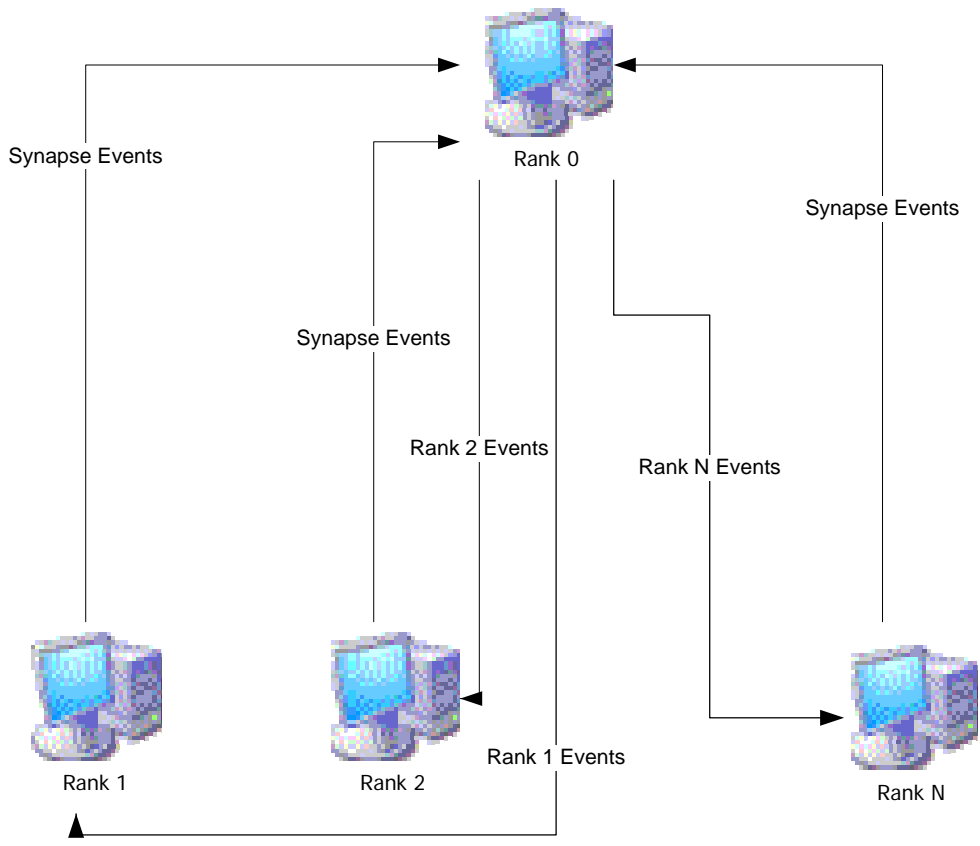 Rank 0
Synapse Events
Synapse Events
Synapse Events
Rank 2 Events
Rank N Events
Rank 1 Events
Rank 1
Rank 2
Rank N